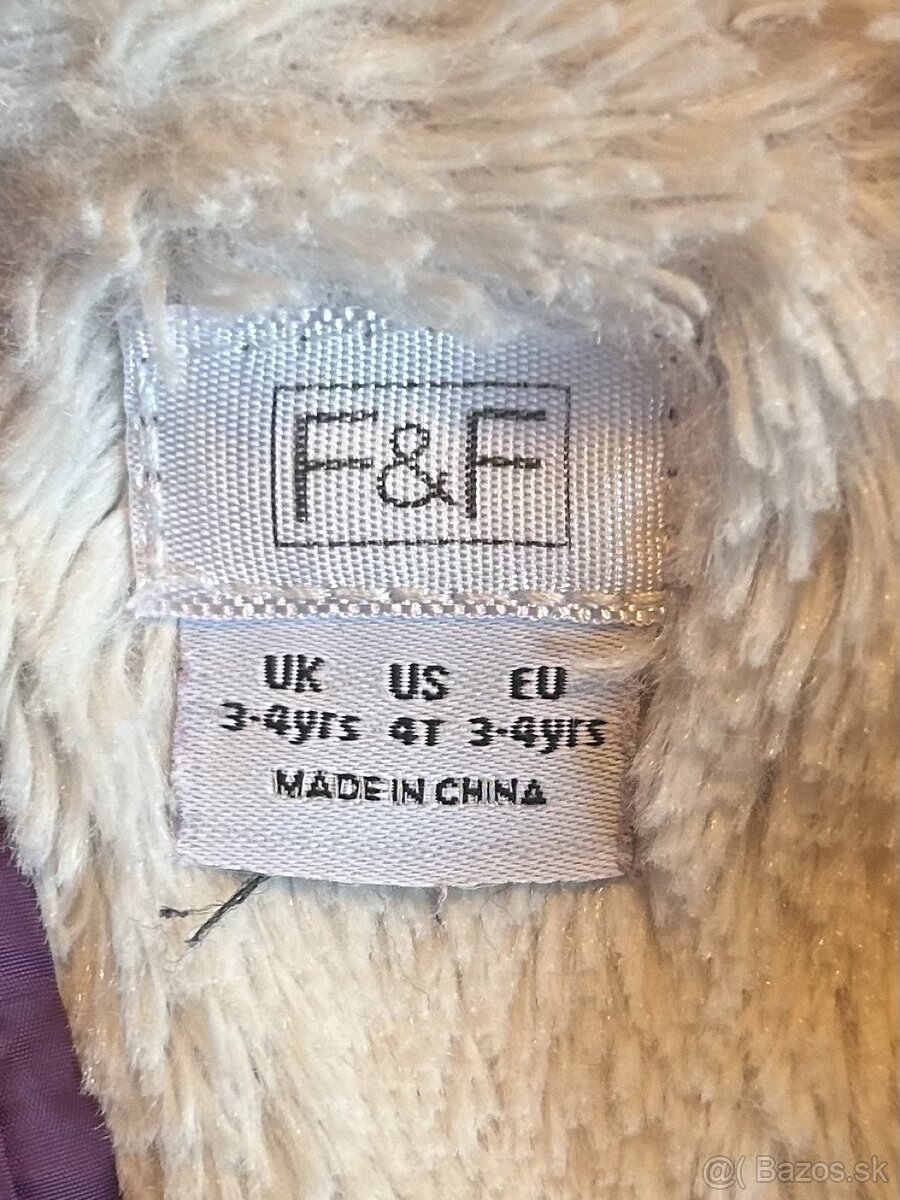 F&F
UK US EU
3-4yrs 4T 3-4yrs
MADE IN CHINA
@( Bazos.sk